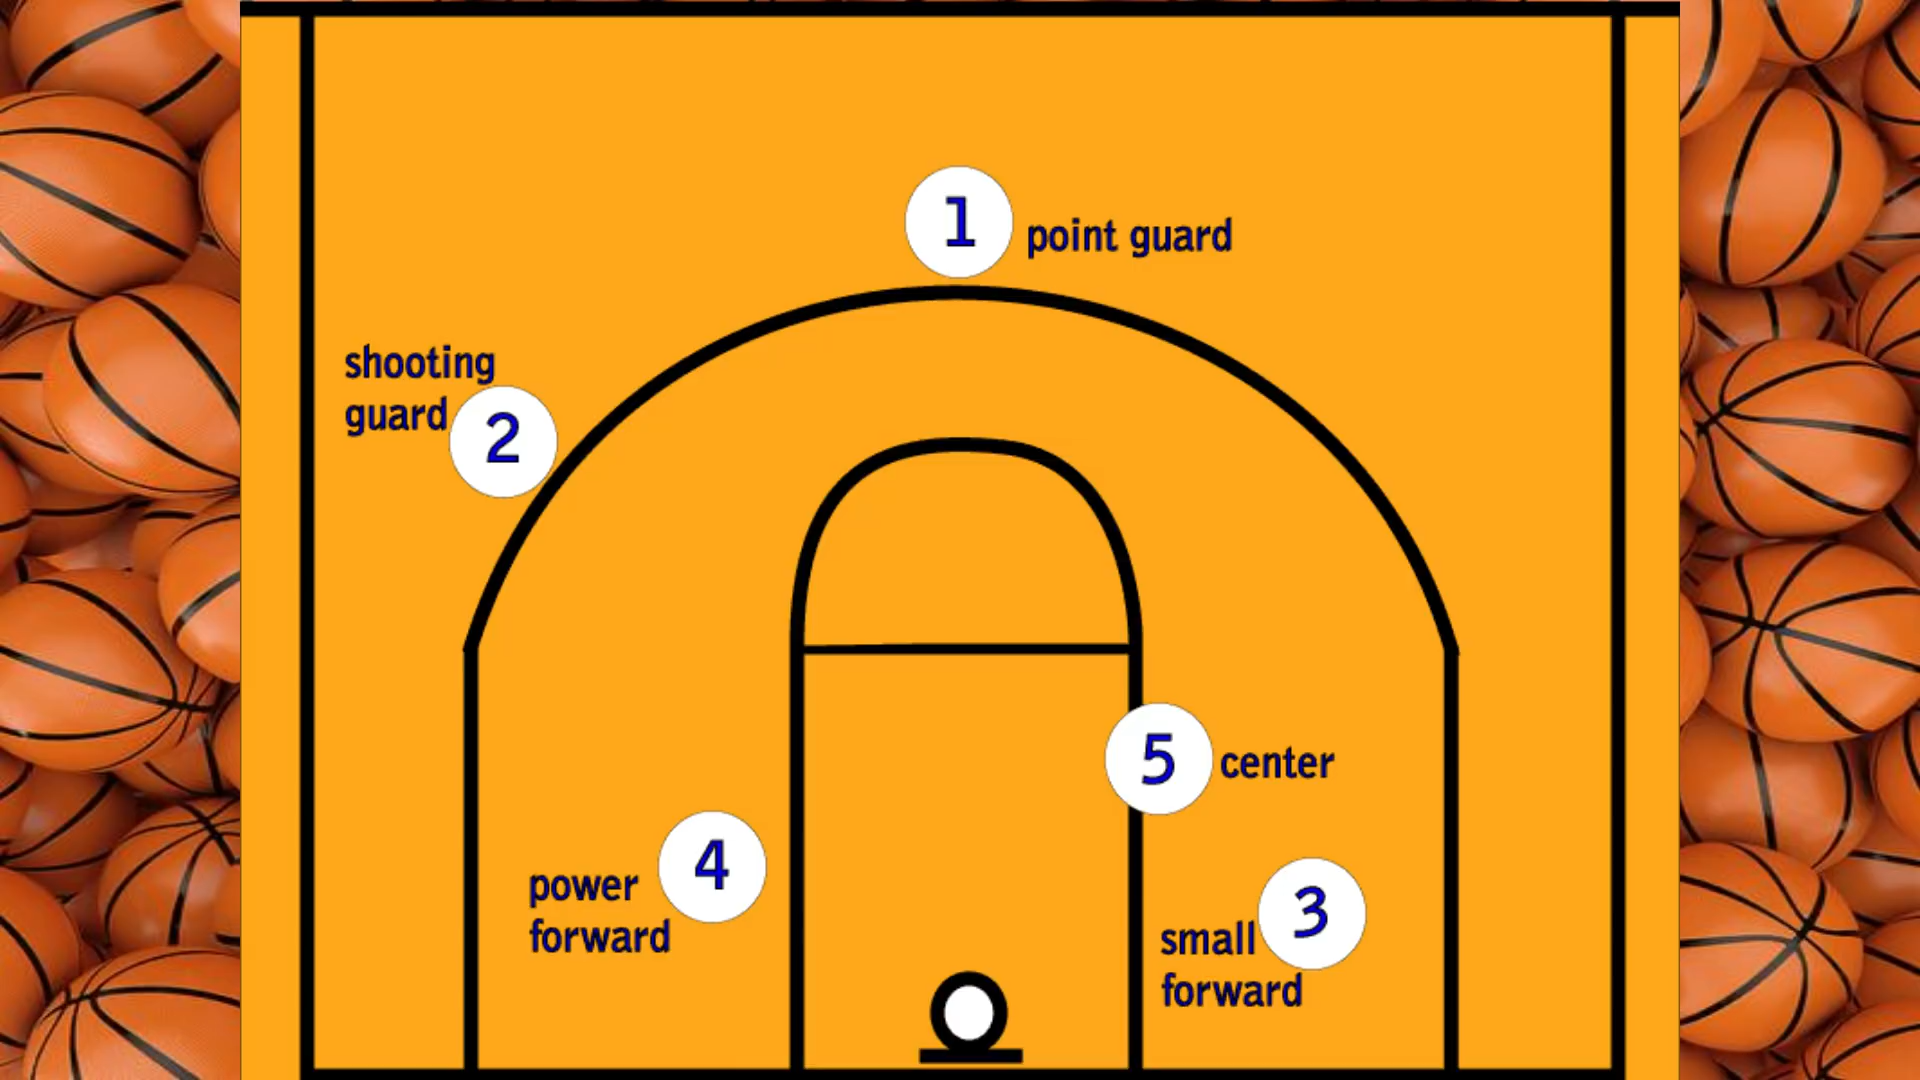 1
point guard
shooting
guard
2
5
center
4
power
forward
3
small
forward